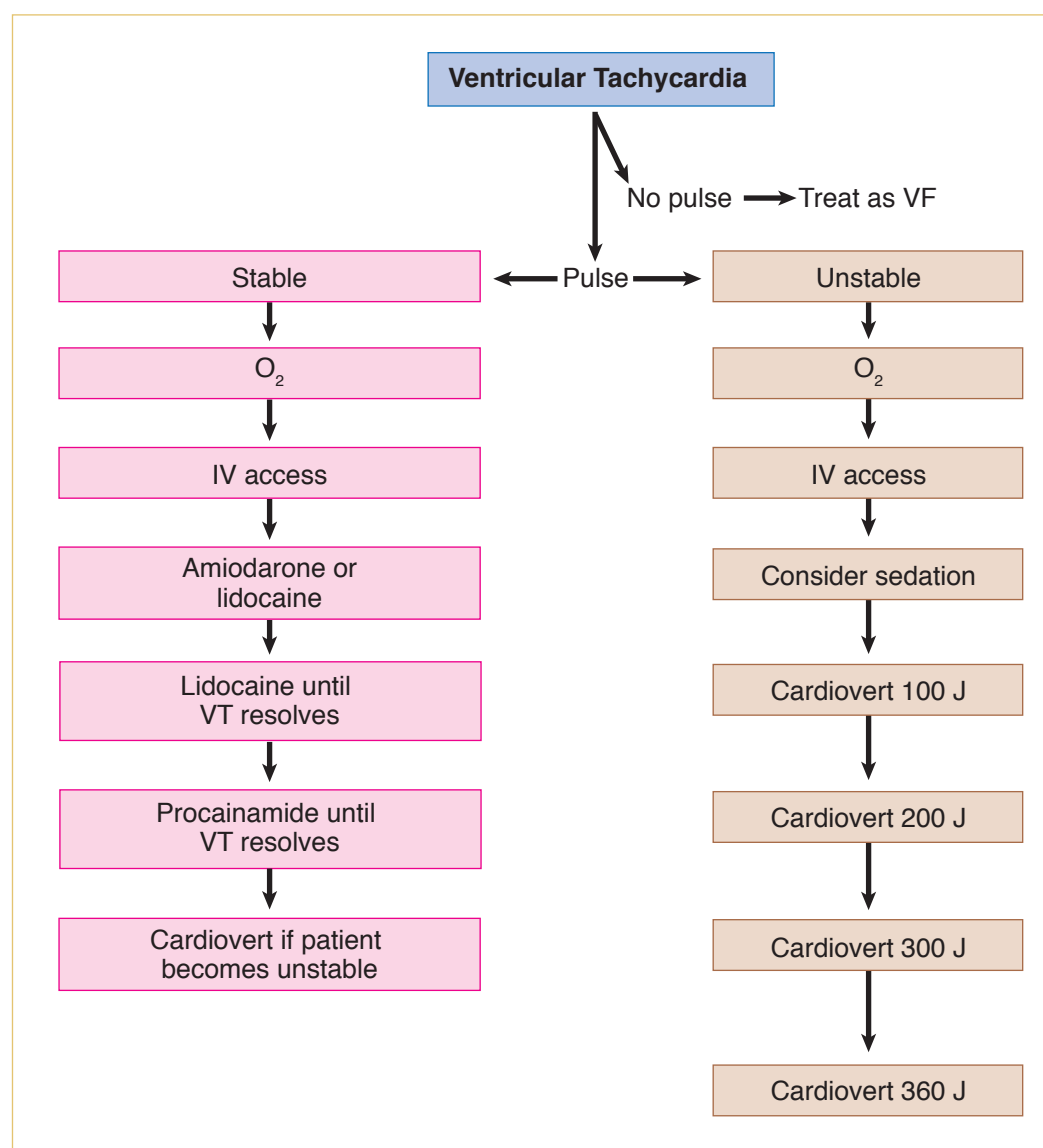 Ventricular Tachycardia
No pulse
Treat as VF
Pulse
Stable
O₂
IV access
Amiodarone or
lidocaine
Lidocaine until
VT resolves
Procainamide until
VT resolves
Cardiovert if patient
becomes unstable
Unstable
O₂
IV access
Consider sedation
Cardiovert 100 J
Cardiovert 200 J
Cardiovert 300 J
Cardiovert 360 J